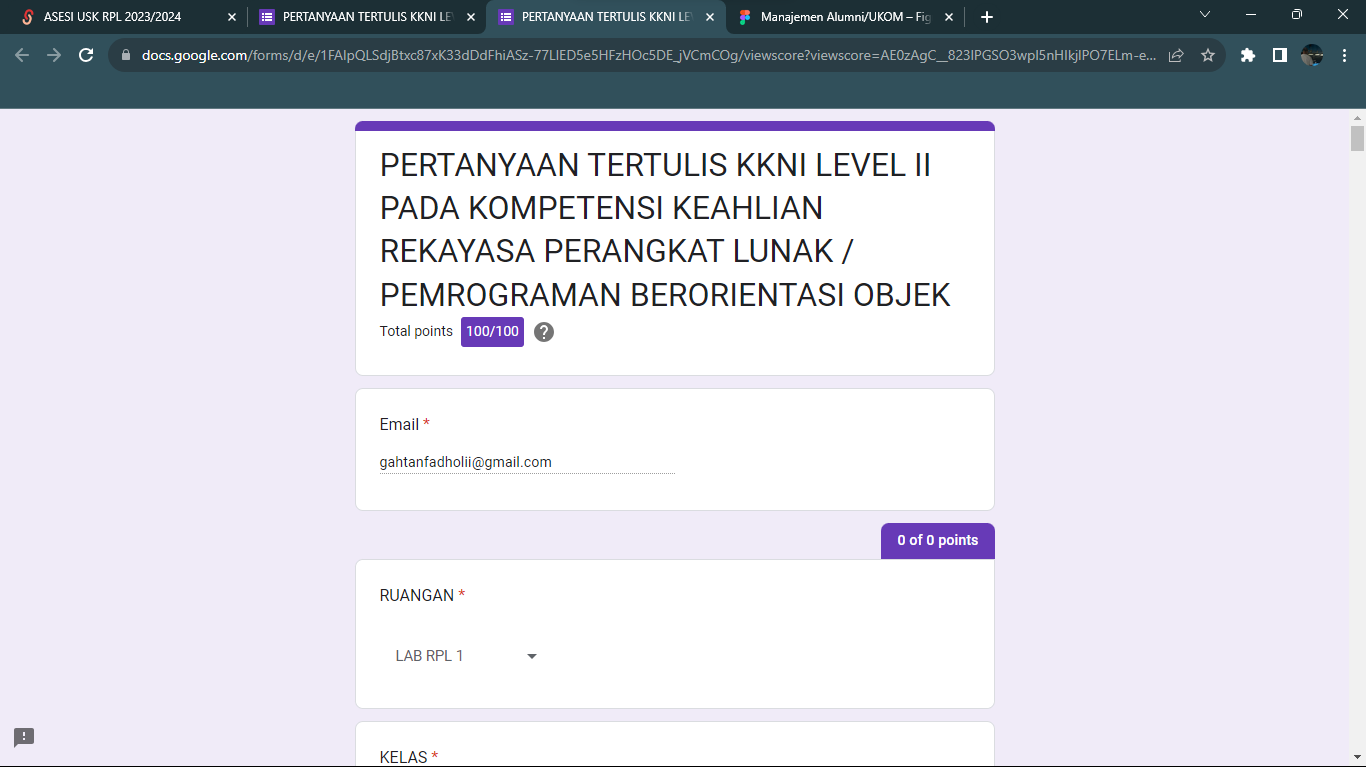 ASESI USK RPL 2023/2024
PERTANYAAN TERTULIS KKNI LE
PERTANYAAN TERTULIS KKNI LE
Manajemen Alumni/UKOM – Fig
docs.google.com/forms/d/e/1FAIpQLSdjBtxc87xK33dDdFhiASz-77LlED5e5HFzHOc5DE_jVCmCOg/viewscore?viewscore=AE0zAgC__823lPGSO3wpl5nHIkjlPO7ELm-e...
PERTANYAAN TERTULIS KKNI LEVEL II
PADA KOMPETENSI KEAHLIAN
REKAYASA PERANGKAT LUNAK /
PEMROGRAMAN BERORIENTASI OBJEK
Total points 100/100
Email *
gahtanfadholii@gmail.com
0 of 0 points
RUANGAN *
LAB RPL 1
KELAS *